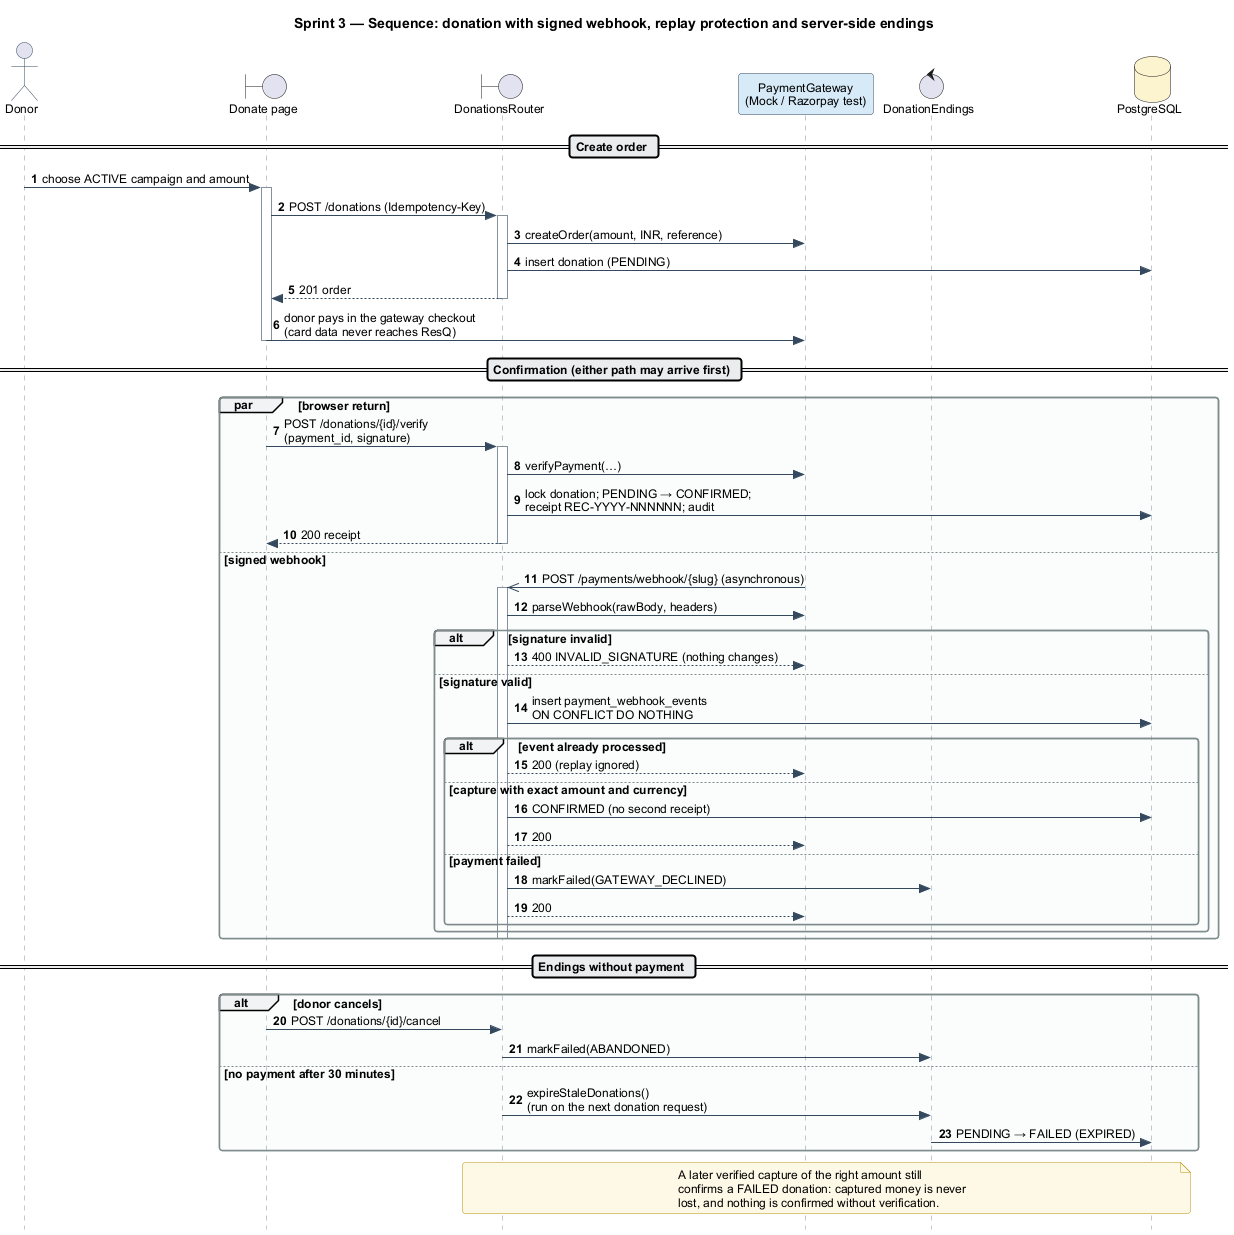 Sprint 3 — Sequence: donation with signed webhook, replay protection and server-side endings
Donor
Donate page
DonationsRouter
PaymentGateway
(Mock / Razorpay test)
DonationEndings
PostgreSQL
Create order
1 choose ACTIVE campaign and amount
2 POST /donations (Idempotency-Key)
3 createOrder(amount, INR, reference)
4 insert donation (PENDING)
5 201 order
6 donor pays in the gateway checkout
(card data never reaches ResQ)
Confirmation (either path may arrive first)
par [browser return]
7 POST /donations/{id}/verify
(payment_id, signature)
8 verifyPayment(…)
9 lock donation; PENDING → CONFIRMED;
receipt REC-YYYY-NNNNNN; audit
10 200 receipt
[signed webhook]
11 POST /payments/webhook/{slug} (asynchronous)
12 parseWebhook(rawBody, headers)
alt [signature invalid]
13 400 INVALID_SIGNATURE (nothing changes)
[signature valid]
14 insert payment_webhook_events
ON CONFLICT DO NOTHING
alt [event already processed]
15 200 (replay ignored)
[capture with exact amount and currency]
16 CONFIRMED (no second receipt)
17 200
[payment failed]
18 markFailed(GATEWAY_DECLINED)
19 200
Endings without payment
alt [donor cancels]
20 POST /donations/{id}/cancel
21 markFailed(ABANDONED)
[no payment after 30 minutes]
22 expireStaleDonations()
(run on the next donation request)
23 PENDING → FAILED (EXPIRED)
A later verified capture of the right amount still
confirms a FAILED donation: captured money is never
lost, and nothing is confirmed without verification.